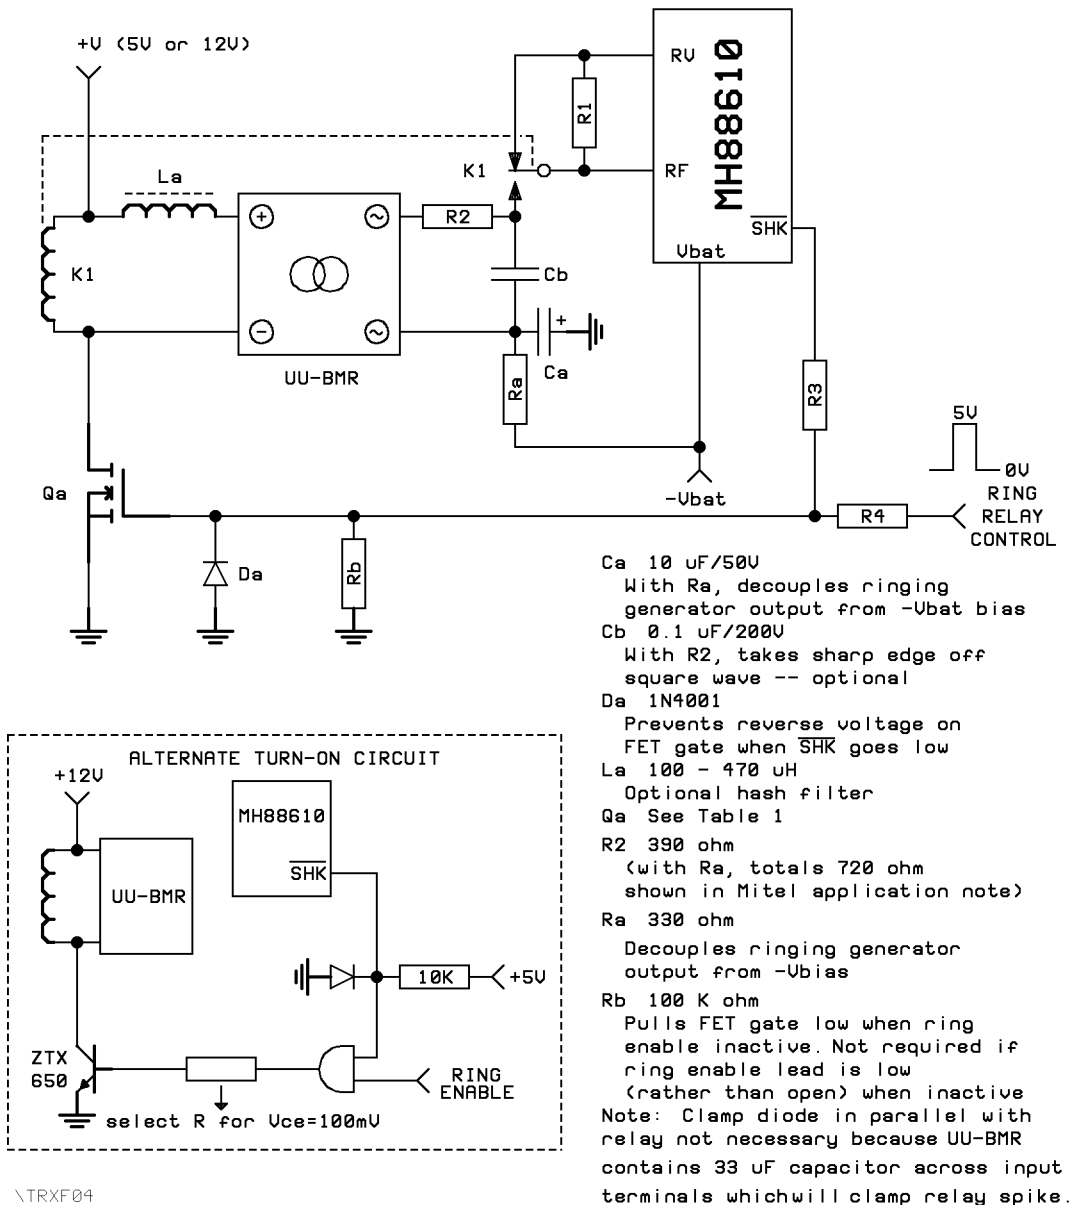 +V (5V or 12V)
MH88610
RV
R1
RF
K1
La
R2
SHK
Vbat
K1
Cb
+
Ca
UU-BMR
Ra
R3
5V
0V
-Vbat
Qa
R4
RING
RELAY
CONTROL
Da
Rb
Ca 10 uF/50V
With Ra, decouples ringing
generator output from -Vbat bias
Cb 0.1 uF/200V
With R2, takes sharp edge off
square wave -- optional
Da 1N4001
Prevents reverse voltage on
FET gate when SHK goes low
La 100 - 470 uH
Optional hash filter
Qa See Table 1
R2 390 ohm
(with Ra, totals 720 ohm
shown in Mitel application note)
Ra 330 ohm
Decouples ringing generator
output from -Vbias
Rb 100 K ohm
Pulls FET gate low when ring
enable inactive. Not required if
ring enable lead is low
(rather than open) when inactive
Note: Clamp diode in parallel with
relay not necessary because UU-BMR
contains 33 uF capacitor across input
terminals which will clamp relay spike.
ALTERNATE TURN-ON CIRCUIT
+12V
MH88610
SHK
UU-BMR
10K
+5V
ZTX
650
RING
ENABLE
select R for Vce=100mV
\TRXF04